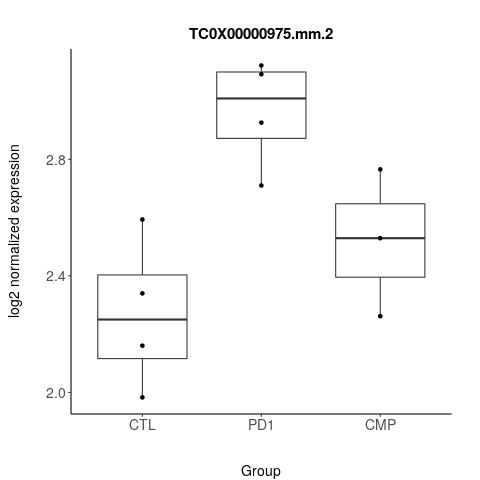 TC0X00000975.mm.2
log2 normalized expression
2.8
2.4
2.0
CTL PD1 CMP
Group